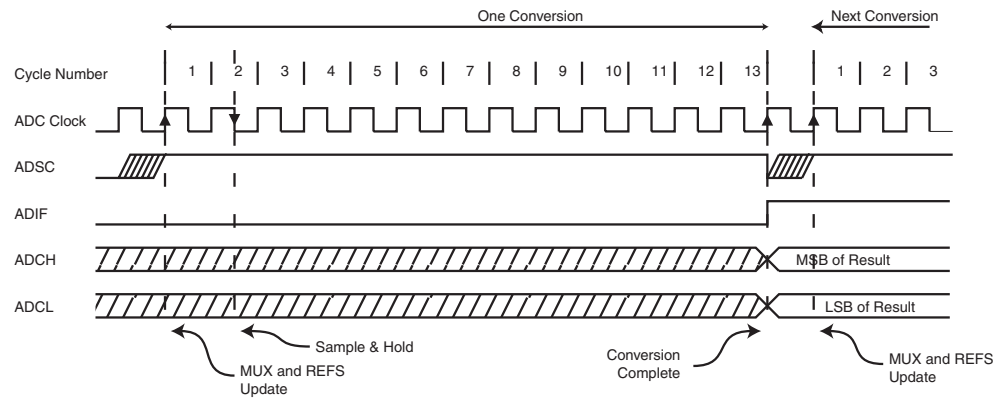 One Conversion
Next Conversion
Cycle Number
1 2 3 4 5 6 7 8 9 10 11 12 13 1 2 3
ADC Clock
ADSC
ADIF
ADCH
MSB of Result
ADCL
LSB of Result
Sample & Hold
MUX and REFS
Update
Conversion
Complete
MUX and REFS
Update